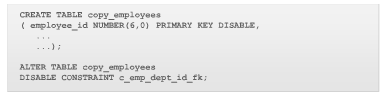 CREATE TABLE copy_employees
( employee_id NUMBER(6,0) PRIMARY KEY DISABLE,
...
...);
ALTER TABLE copy_employees
DISABLE CONSTRAINT c_emp_dept_id_fk;